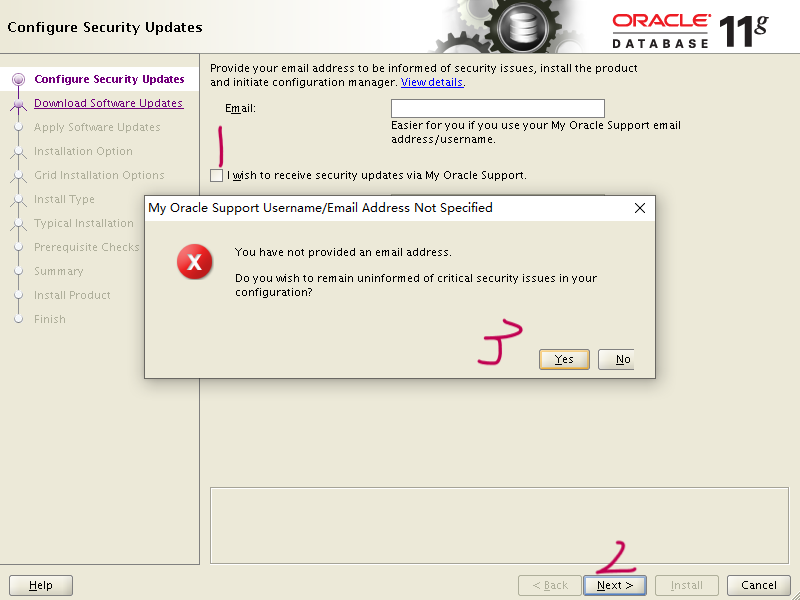 Configure Security Updates
ORACLE
DATABASE
11g
Configure Security Updates
Download Software Updates
Apply Software Updates
Installation Option
Grid Installation Options
Install Type
Typical Installation
Prerequisite Checks
Summary
Install Product
Finish
Provide your email address to be informed of security issues, install the product
and initiate configuration manager. View details.
Email:
Easier for you if you use your My Oracle Support email
address/username.
1
I wish to receive security updates via My Oracle Support.
My Oracle Support Username/Email Address Not Specified
You have not provided an email address.
Do you wish to remain uninformed of critical security issues in your
configuration?
3
Yes
No
2
Help
< Back
Next >
Install
Cancel